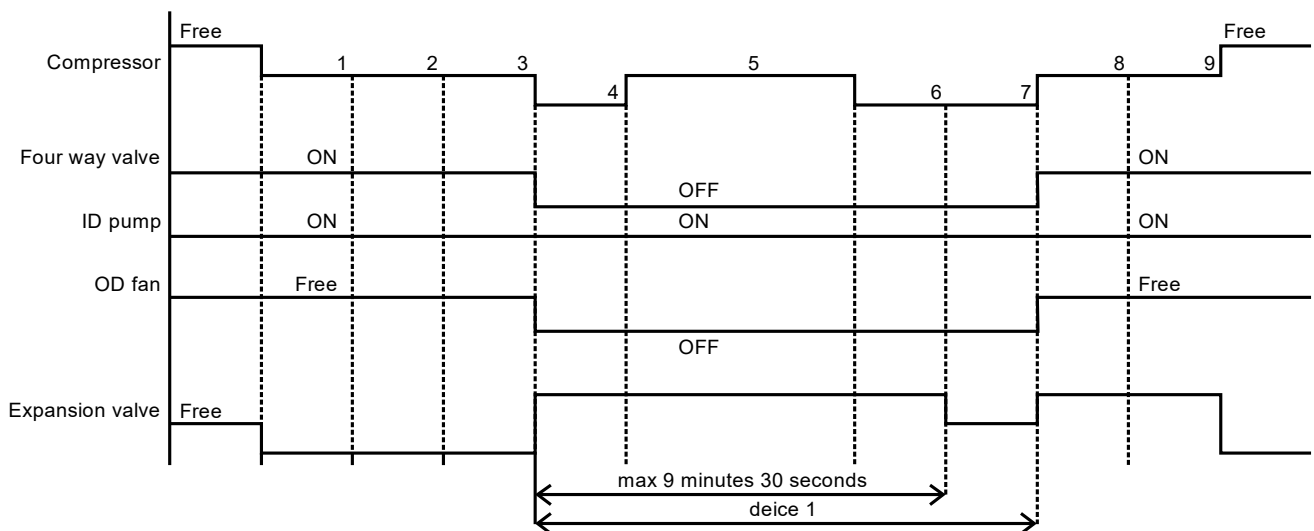 Free Free
Compressor 1 2 3 4 5 6 7 8 9
Four way valve ON OFF ON
ID pump ON ON ON
OD fan Free OFF Free
Expansion valve Free
max 9 minutes 30 seconds
deice 1